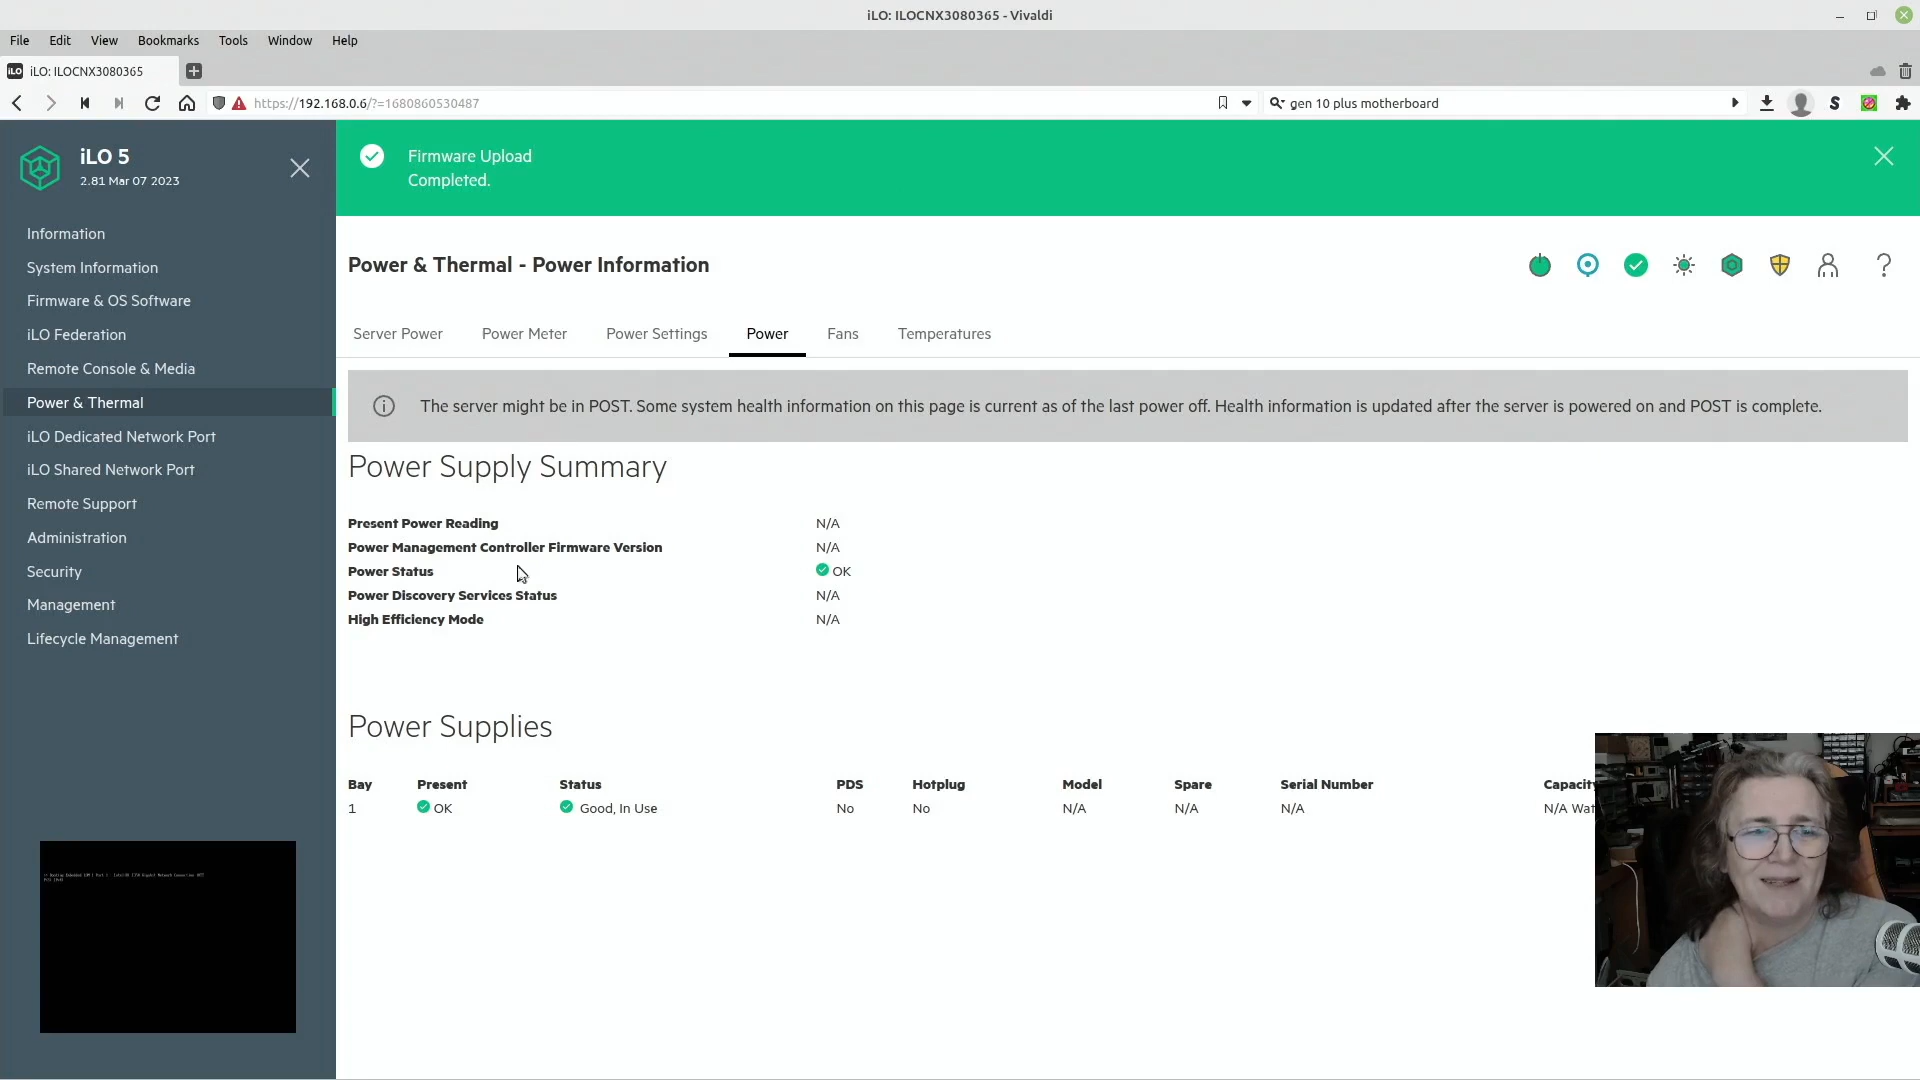 iLO: ILOCNX3080365 - Vivaldi
File Edit View Bookmarks Tools Window Help
iLO iLO: ILOCNX3080365
https://192.168.0.6/?=1680860530487
gen 10 plus motherboard
S
iLO 5
2.81 Mar 07 2023
Information
System Information
Firmware & OS Software
iLO Federation
Remote Console & Media
Power & Thermal
iLO Dedicated Network Port
iLO Shared Network Port
Remote Support
Administration
Security
Management
Lifecycle Management
Firmware Upload
Completed.
Power & Thermal - Power Information
?
Server Power Power Meter Power Settings Power Fans Temperatures
The server might be in POST. Some system health information on this page is current as of the last power off. Health information is updated after the server is powered on and POST is complete.
Power Supply Summary
Present Power Reading N/A
Power Management Controller Firmware Version N/A
Power Status OK
Power Discovery Services Status N/A
High Efficiency Mode N/A
Power Supplies
Bay Present Status PDS Hotplug Model Spare Serial Number Capacity
1 OK Good, In Use No No N/A N/A N/A N/A Wat